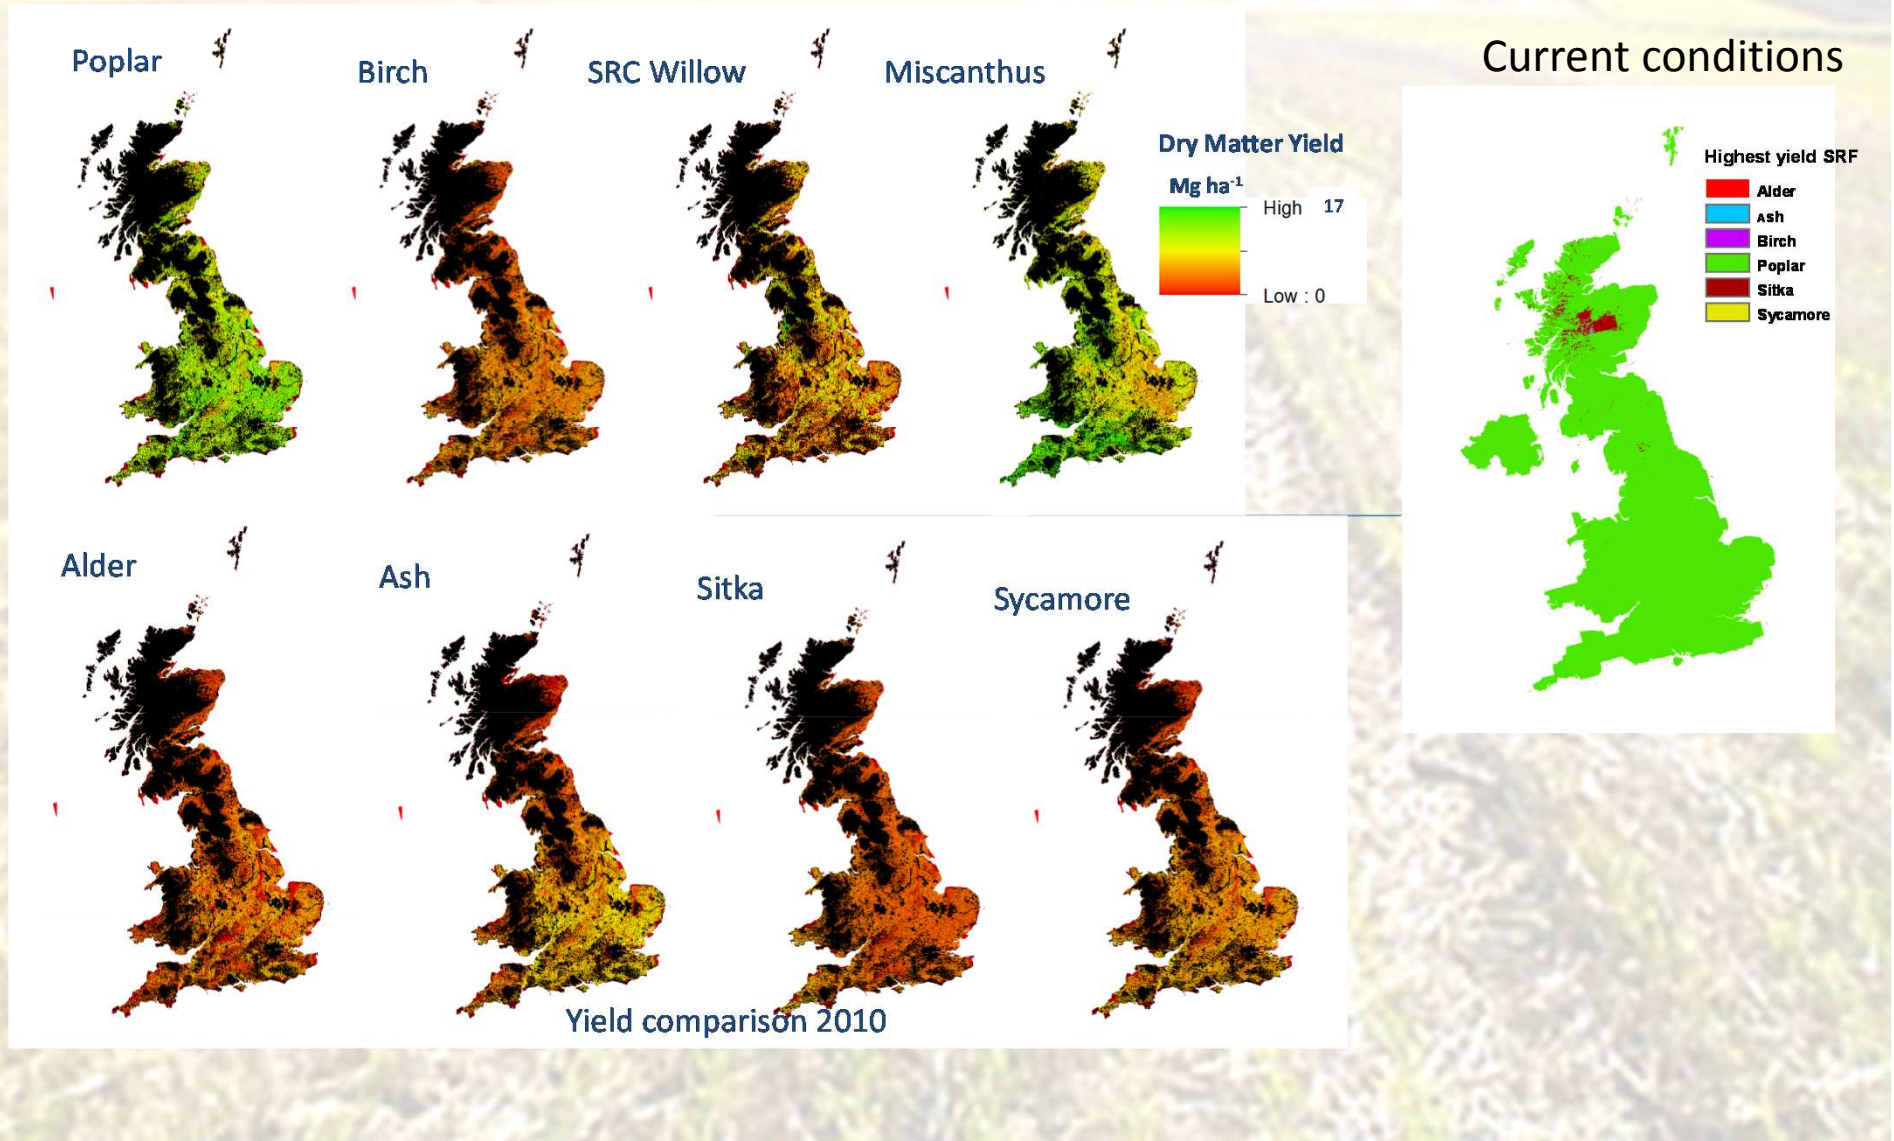 Poplar
Birch
SRC Willow
Miscanthus
Dry Matter Yield
Mg ha⁻¹
High 17
Low : 0
Alder
Ash
Sitka
Sycamore
Yield comparison 2010
Current conditions
Highest yield SRF
Alder
Ash
Birch
Poplar
Sitka
Sycamore